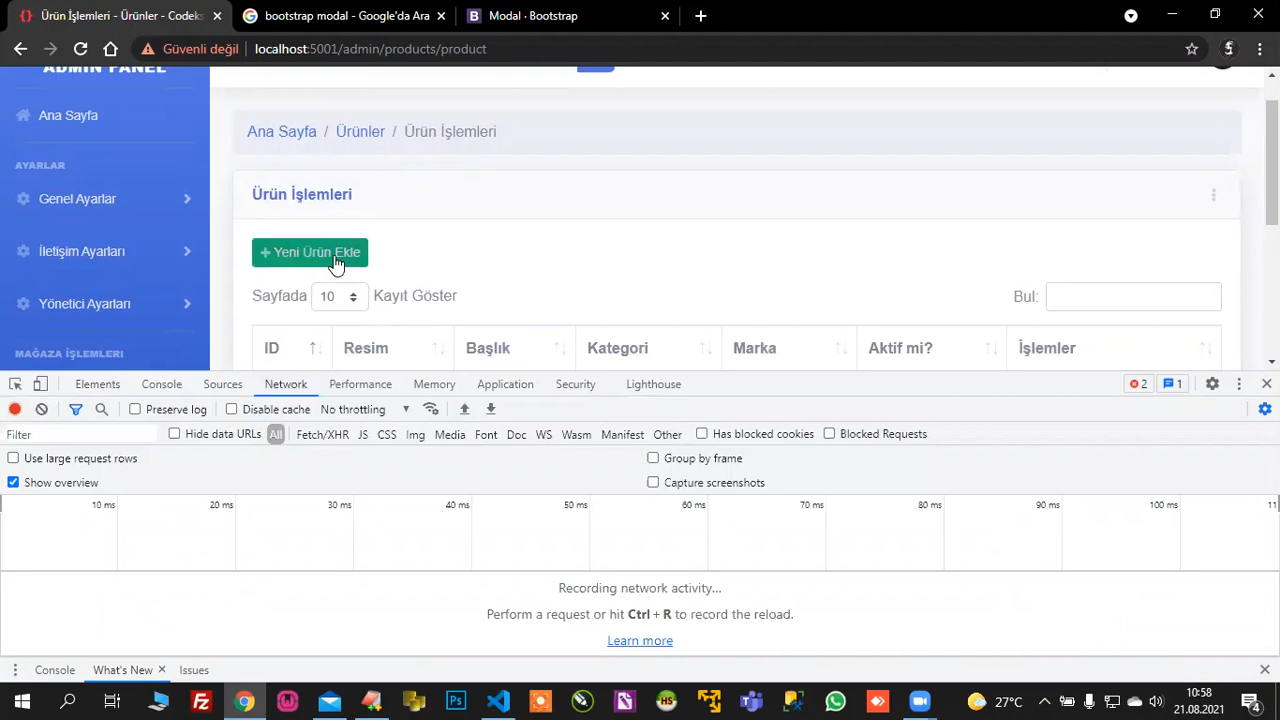 Ürün İşlemleri - Ürünler - Codeks
bootstrap modal - Google'da Ara
Modal · Bootstrap
Güvenli değil
localhost:5001/admin/products/product
ADMIN PANEL
Ana Sayfa
AYARLAR
Genel Ayarlar
İletişim Ayarları
Yönetici Ayarları
MAĞAZA İŞLEMLERİ
Ana Sayfa / Ürünler / Ürün İşlemleri
Ürün İşlemleri
+ Yeni Ürün Ekle
Sayfada 10 Kayıt Göster
Bul:
ID Resim Başlık Kategori Marka Aktif mi? İşlemler
Elements Console Sources Network Performance Memory Application Security Lighthouse 2 1
Preserve log Disable cache No throttling
Filter Hide data URLs All Fetch/XHR JS CSS Img Media Font Doc WS Wasm Manifest Other Has blocked cookies Blocked Requests
Use large request rows Group by frame
Show overview Capture screenshots
10 ms 20 ms 30 ms 40 ms 50 ms 60 ms 70 ms 80 ms 90 ms 100 ms 11
Recording network activity…
Perform a request or hit Ctrl + R to record the reload.
Learn more
Console What's New Issues
Ps HS
27°C
10:58
21.08.2021
4